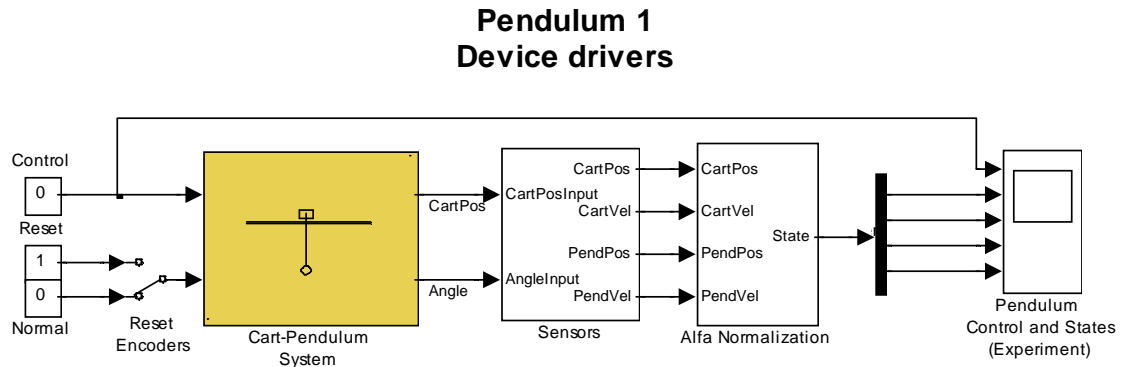 Pendulum 1
Device drivers
Control
0
Reset
1
0
Normal
Reset
Encoders
Cart-Pendulum
System
CartPos
Angle
CartPosInput
AngleInput
CartPos
CartVel
PendPos
PendVel
Sensors
CartPos
CartVel
PendPos
PendVel
State
Alfa Normalization
Pendulum
Control and States
(Experiment)